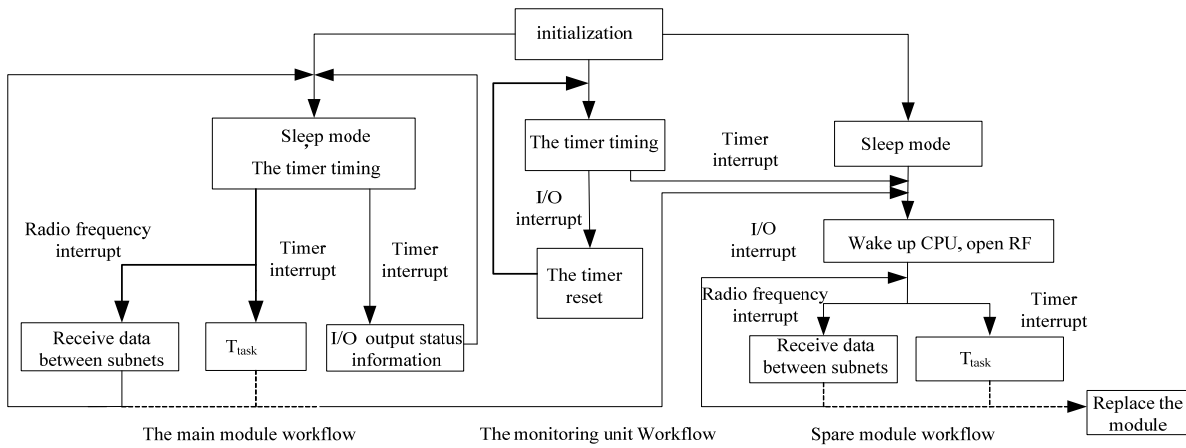 initialization
Sleep mode
The timer timing
The timer timing
Timer
interrupt
Sleep mode
I/O
interrupt
Radio frequency
interrupt
Timer
interrupt
Timer
interrupt
The timer
reset
I/O
interrupt
Wake up CPU, open RF
Radio frequency
interrupt
Timer
interrupt
Receive data
between subnets
Ttask
I/O output status
information
Receive data
between subnets
Ttask
Replace the
module
The main module workflow
The monitoring unit Workflow
Spare module workflow